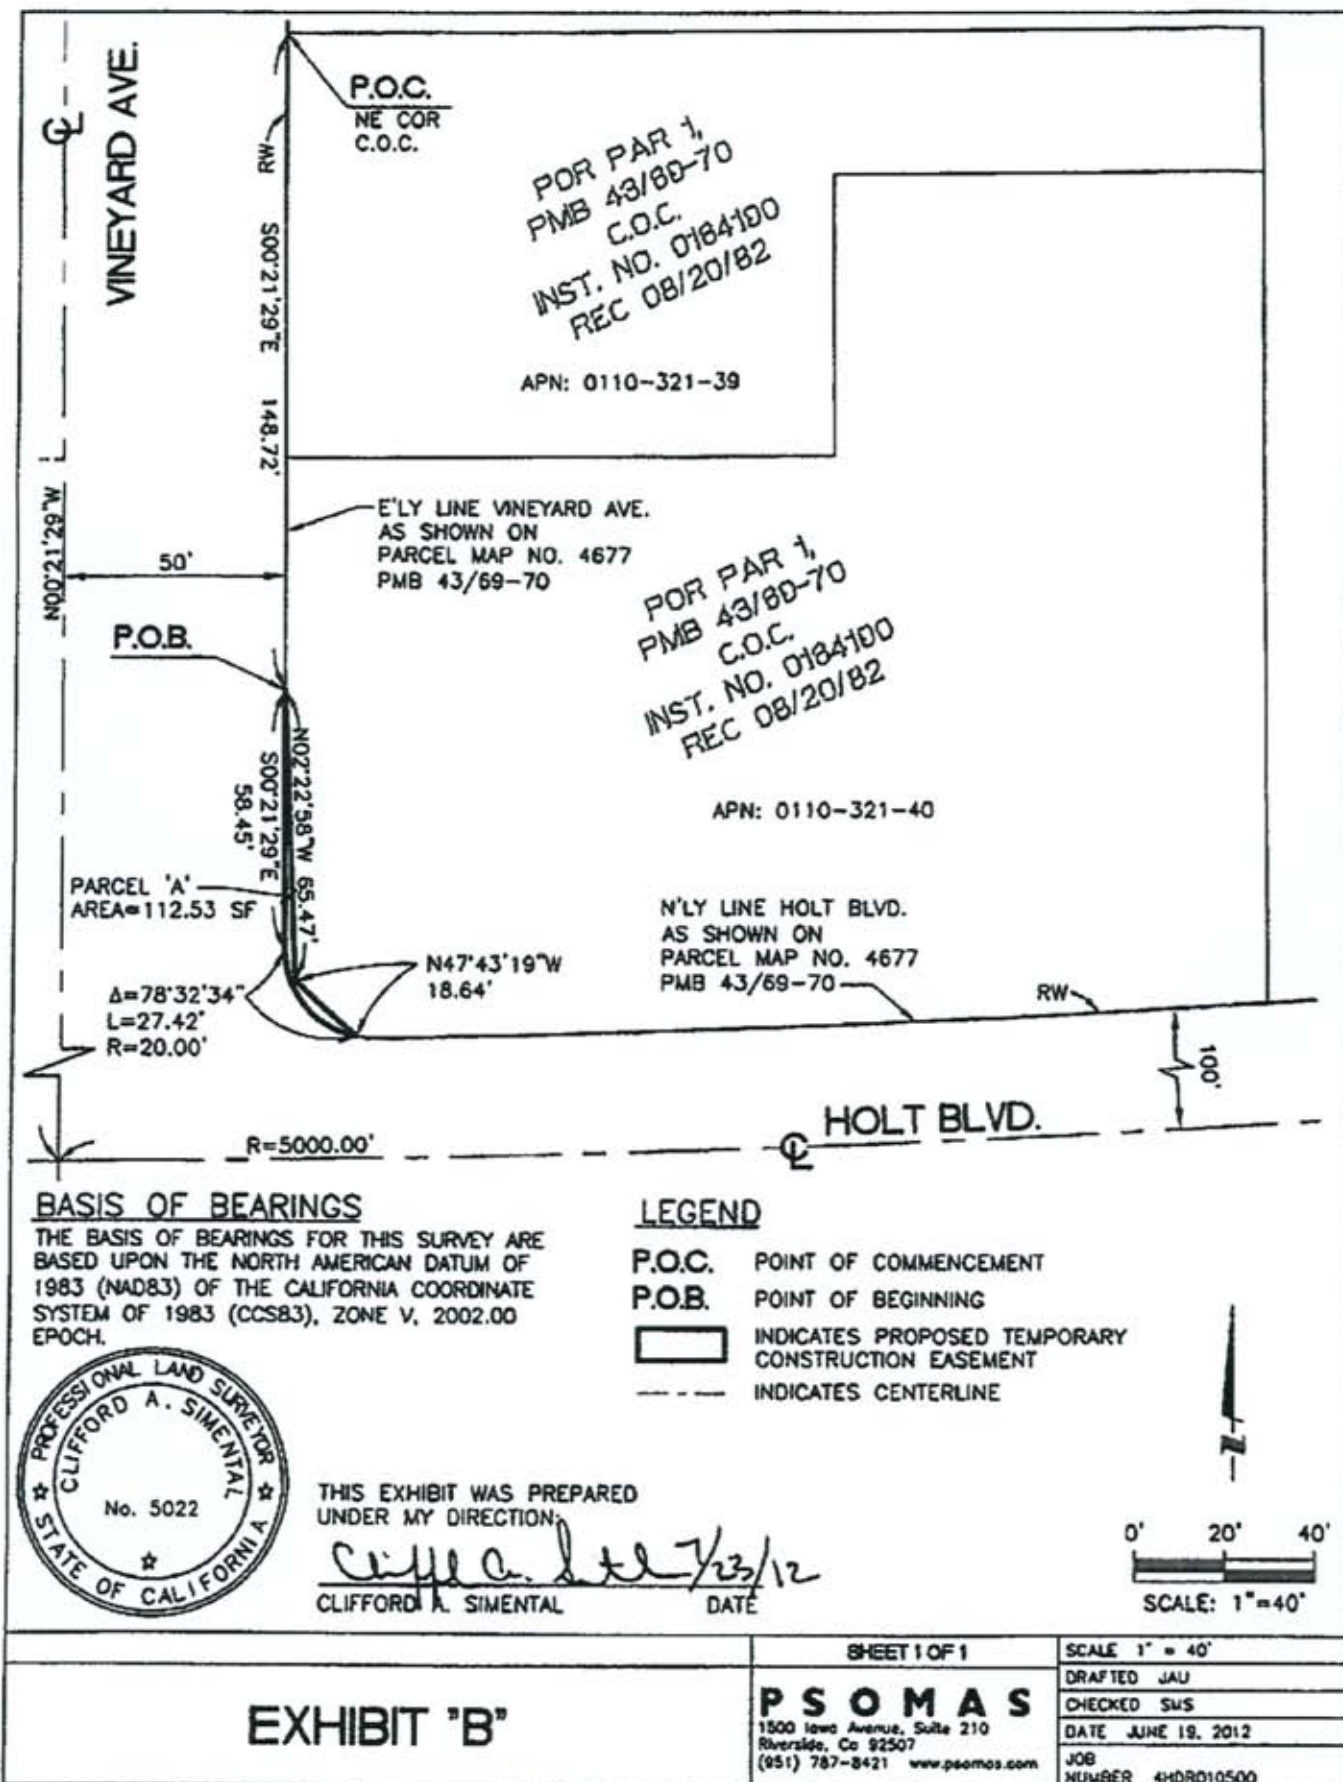 VINEYARD AVE.
P.O.C.
NE COR
C.O.C.
RW
S00°21'29"E 148.72'
POR PAR 1,
PMB 43/60-70
C.O.C.
INST. NO. 0184100
REC 08/20/82
APN: 0110-321-39
N00°21'29"W
50'
E'LY LINE VINEYARD AVE.
AS SHOWN ON
PARCEL MAP NO. 4677
PMB 43/69-70
P.O.B.
POR PAR 1,
PMB 43/60-70
C.O.C.
INST. NO. 0184100
REC 08/20/82
APN: 0110-321-40
N02°22'58"W 65.47'
S00°21'29"E
58.45'
PARCEL 'A'
AREA=112.53 SF
N47°43'19"W
18.64'
Δ=78°32'34"
L=27.42'
R=20.00'
N'LY LINE HOLT BLVD.
AS SHOWN ON
PARCEL MAP NO. 4677
PMB 43/69-70
RW
100'
HOLT BLVD.
R=5000.00'
BASIS OF BEARINGS
THE BASIS OF BEARINGS FOR THIS SURVEY ARE
BASED UPON THE NORTH AMERICAN DATUM OF
1983 (NAD83) OF THE CALIFORNIA COORDINATE
SYSTEM OF 1983 (CCS83), ZONE V, 2002.00
EPOCH.
LEGEND
P.O.C. POINT OF COMMENCEMENT
P.O.B. POINT OF BEGINNING
INDICATES PROPOSED TEMPORARY
CONSTRUCTION EASEMENT
INDICATES CENTERLINE
PROFESSIONAL LAND SURVEYOR
CLIFFORD A. SIMENTAL
No. 5022
STATE OF CALIFORNIA
THIS EXHIBIT WAS PREPARED
UNDER MY DIRECTION:
7/23/12
CLIFFORD A. SIMENTAL DATE
N
0' 20' 40'
SCALE: 1"=40'
EXHIBIT "B"
SHEET 1 OF 1
PSOMAS
1500 Iowa Avenue, Suite 210
Riverside, Ca 92507
(951) 787-8421 www.psomas.com
SCALE 1" = 40'
DRAFTED JAU
CHECKED SMS
DATE JUNE 19, 2012
JOB
NUMBER 4HDR010500